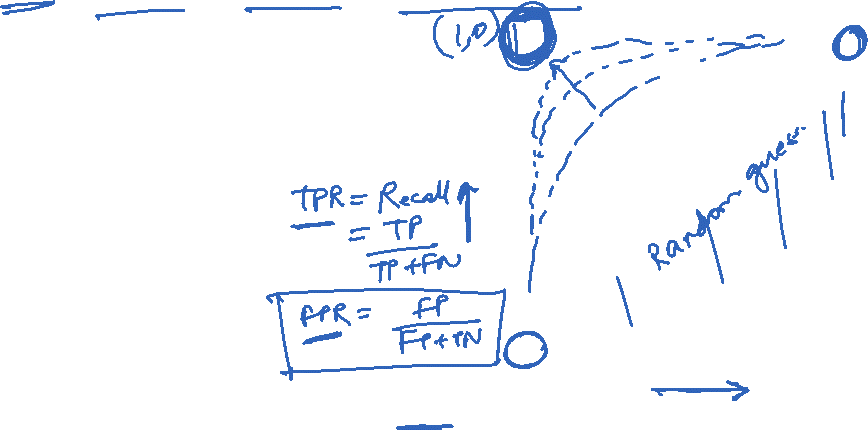 (1,0)
TPR = Recall
= TP
TP + FN
FPR = FP
FP + TN
Random guess